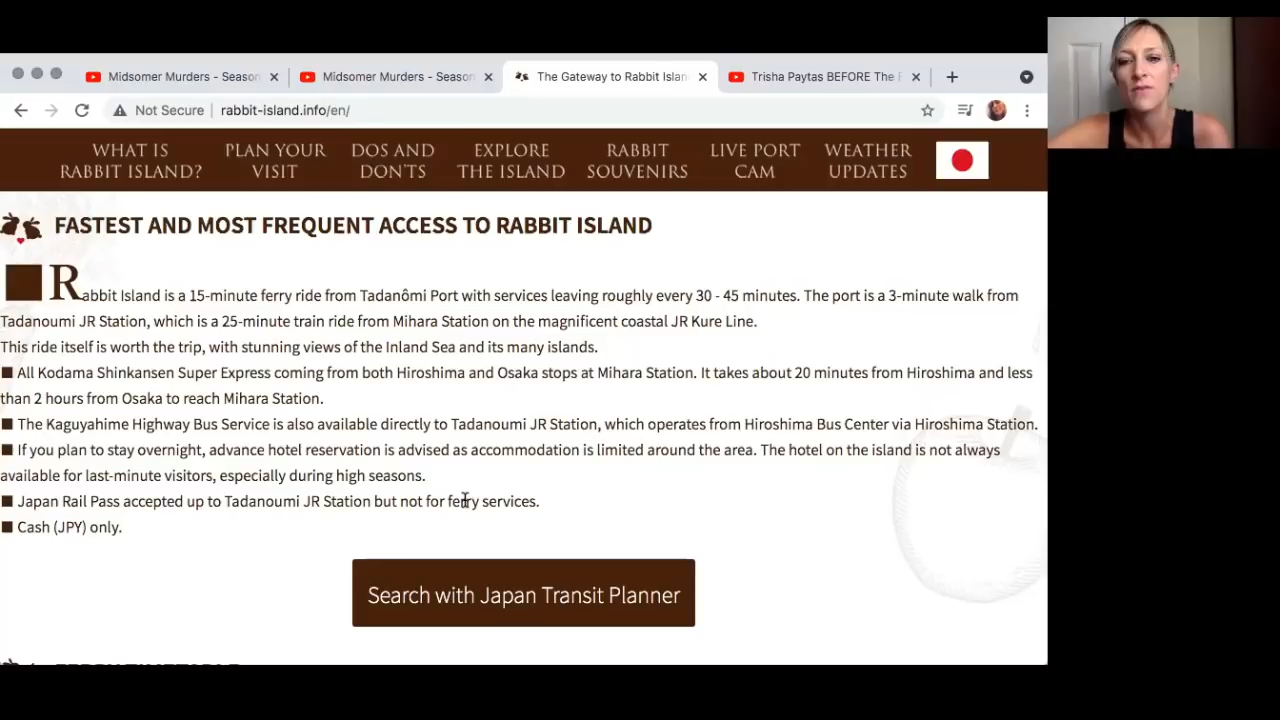 Midsomer Murders - Season
Midsomer Murders - Season
The Gateway to Rabbit Islan
Trisha Paytas BEFORE The F
Not Secure
rabbit-island.info/en/
WHAT IS RABBIT ISLAND?
PLAN YOUR VISIT
DOS AND DON'TS
EXPLORE THE ISLAND
RABBIT SOUVENIRS
LIVE PORT CAM
WEATHER UPDATES
FASTEST AND MOST FREQUENT ACCESS TO RABBIT ISLAND
Rabbit Island is a 15-minute ferry ride from Tadanômi Port with services leaving roughly every 30 - 45 minutes. The port is a 3-minute walk from
Tadanoumi JR Station, which is a 25-minute train ride from Mihara Station on the magnificent coastal JR Kure Line.
This ride itself is worth the trip, with stunning views of the Inland Sea and its many islands.
■ All Kodama Shinkansen Super Express coming from both Hiroshima and Osaka stops at Mihara Station. It takes about 20 minutes from Hiroshima and less
than 2 hours from Osaka to reach Mihara Station.
■ The Kaguyahime Highway Bus Service is also available directly to Tadanoumi JR Station, which operates from Hiroshima Bus Center via Hiroshima Station.
■ If you plan to stay overnight, advance hotel reservation is advised as accommodation is limited around the area. The hotel on the island is not always
available for last-minute visitors, especially during high seasons.
■ Japan Rail Pass accepted up to Tadanoumi JR Station but not for ferry services.
■ Cash (JPY) only.
Search with Japan Transit Planner